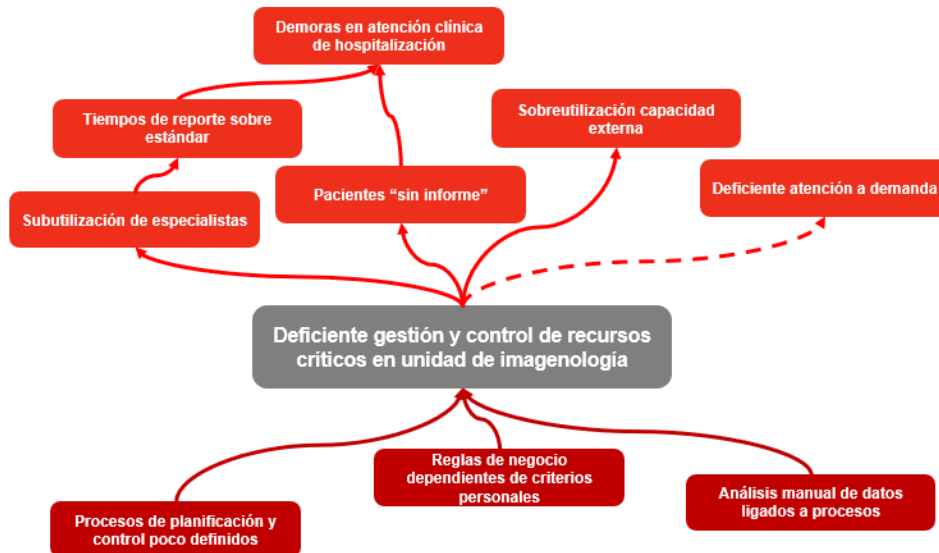 Demoras en atención clínica
de hospitalización
Tiempos de reporte sobre
estándar
Sobreutilización capacidad
externa
Pacientes “sin informe”
Deficiente atención a demanda
Subutilización de especialistas
Deficiente gestión y control de recursos
críticos en unidad de imagenología
Reglas de negocio
dependientes de criterios
personales
Procesos de planificación y
control poco definidos
Análisis manual de datos
ligados a procesos